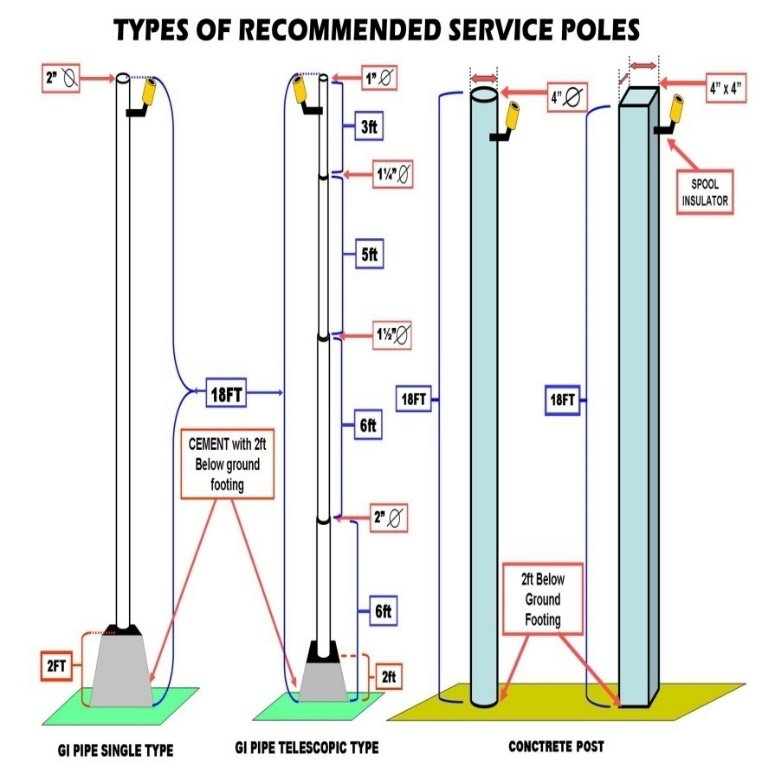 TYPES OF RECOMMENDED SERVICE POLES
2” ∅
1” ∅
4” ∅
4” x 4”
3ft
1¼” ∅
SPOOL
INSULATOR
5ft
1½” ∅
18FT
18FT
18FT
6ft
CEMENT with 2ft
Below ground
footing
2” ∅
2ft Below
Ground
Footing
6ft
2FT
2ft
GI PIPE SINGLE TYPE
GI PIPE TELESCOPIC TYPE
CONCTRETE POST